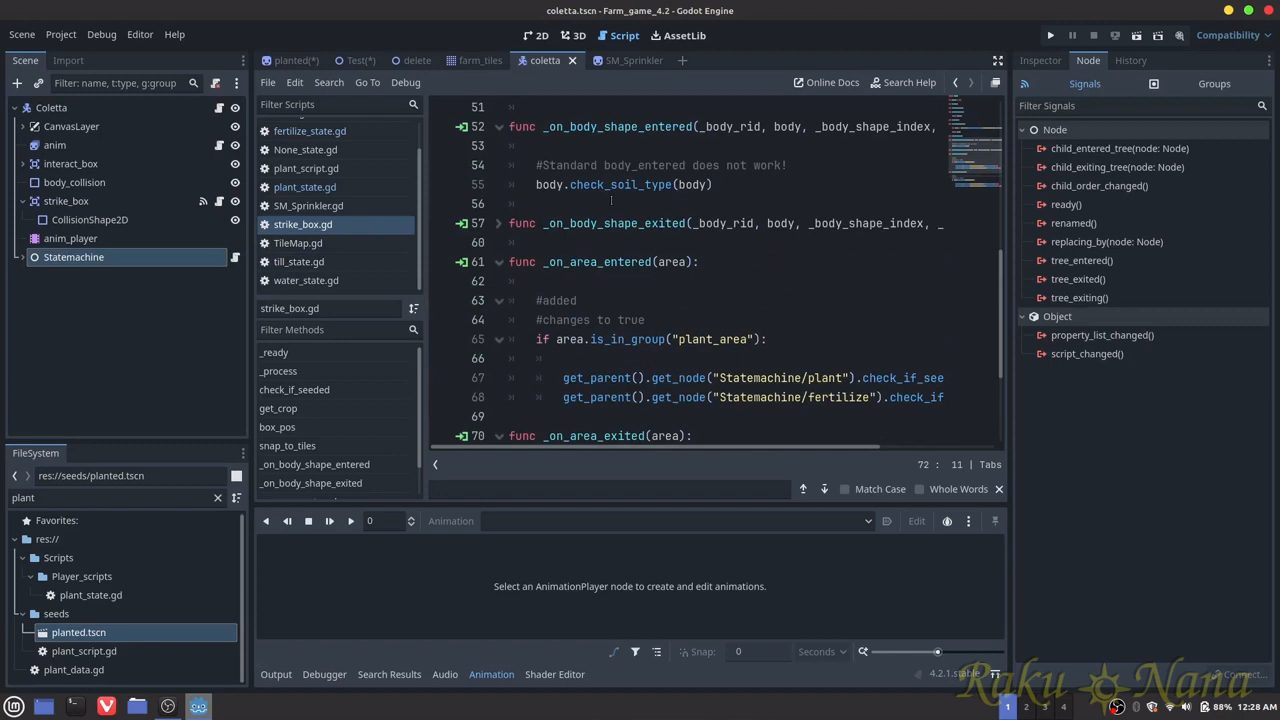 coletta.tscn - Farm_game_4.2 - Godot Engine
Scene Project Debug Editor Help
2D 3D Script AssetLib
Compatibility
Scene Import
planted(*) Test(*) delete farm_tiles coletta SM_Sprinkler
Inspector Node History
Filter: name, t:type, g:group
File Edit Search Go To Debug
Online Docs Search Help
Signals Groups
Filter Scripts
Filter Signals
Coletta
CanvasLayer
anim
interact_box
body_collision
strike_box
CollisionShape2D
anim_player
Statemachine
fertilize_state.gd
home_state.gd
plant_script.gd
plant_state.gd
SM_Sprinkler.gd
strike_box.gd
TileMap.gd
till_state.gd
water_state.gd
strike_box.gd
Filter Methods
_ready
_process
check_if_seeded
get_crop
box_pos
snap_to_tiles
_on_body_shape_entered
_on_body_shape_exited
51
52 func _on_body_shape_entered(_body_rid, body, _body_shape_index,
53
54 #Standard body_entered does not work!
55 body.check_soil_type(body)
56
57 func _on_body_shape_exited(_body_rid, body, _body_shape_index, _
60
61 func _on_area_entered(area):
62
63 #added
64 #changes to true
65 if area.is_in_group("plant_area"):
66
67 get_parent().get_node("Statemachine/plant").check_if_see
68 get_parent().get_node("Statemachine/fertilize").check_if
69
70 func _on_area_exited(area):
72 : 11 | Tabs
Match Case Whole Words
Node
child_entered_tree(node: Node)
child_exiting_tree(node: Node)
child_order_changed()
ready()
renamed()
replacing_by(node: Node)
tree_entered()
tree_exited()
tree_exiting()
Object
property_list_changed()
script_changed()
FileSystem
res://seeds/planted.tscn
plant
Favorites:
res://
Scripts
Player_scripts
plant_state.gd
seeds
planted.tscn
plant_script.gd
plant_data.gd
0 Animation Edit
Select an AnimationPlayer node to create and edit animations.
Snap: 0 Seconds
Output Debugger Search Results Audio Animation Shader Editor
4.2.1.stable
Connect...
Raku Nana
1 2 3 4
88% 12:28 AM